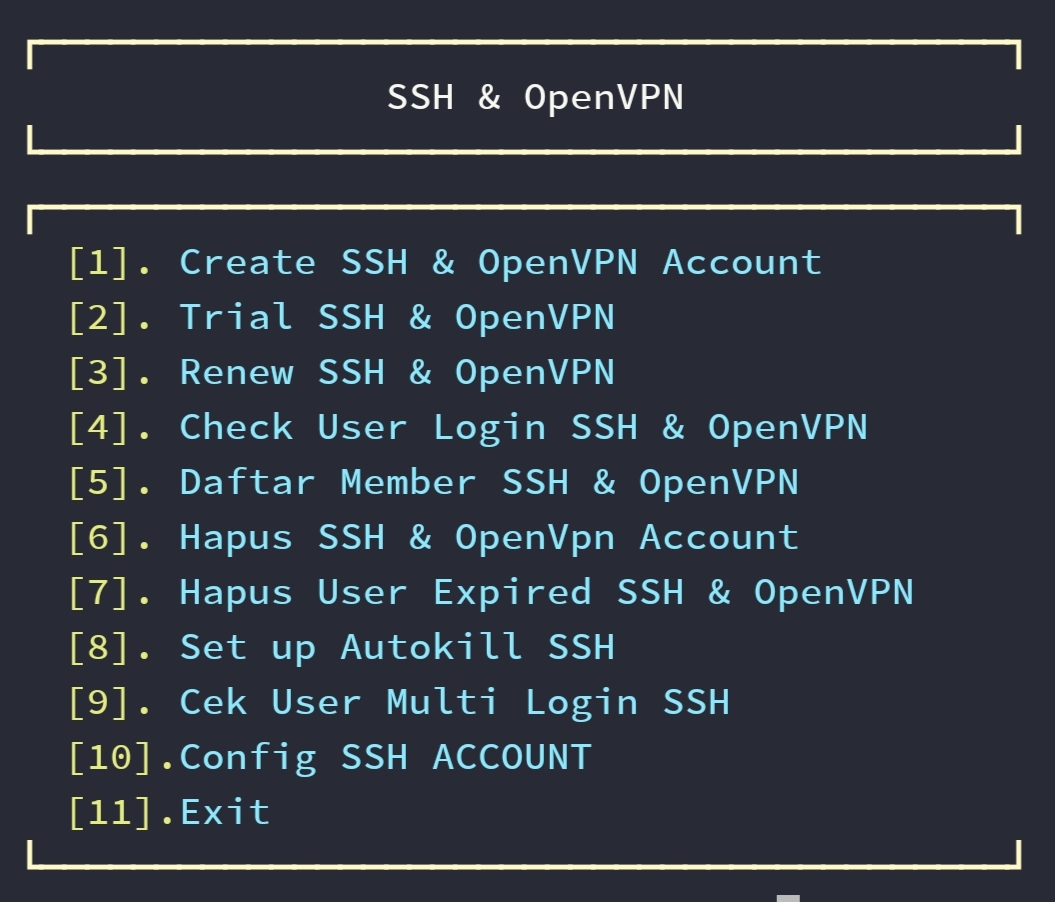 SSH & OpenVPN
[1]. Create SSH & OpenVPN Account
[2]. Trial SSH & OpenVPN
[3]. Renew SSH & OpenVPN
[4]. Check User Login SSH & OpenVPN
[5]. Daftar Member SSH & OpenVPN
[6]. Hapus SSH & OpenVpn Account
[7]. Hapus User Expired SSH & OpenVPN
[8]. Set up Autokill SSH
[9]. Cek User Multi Login SSH
[10].Config SSH ACCOUNT
[11].Exit